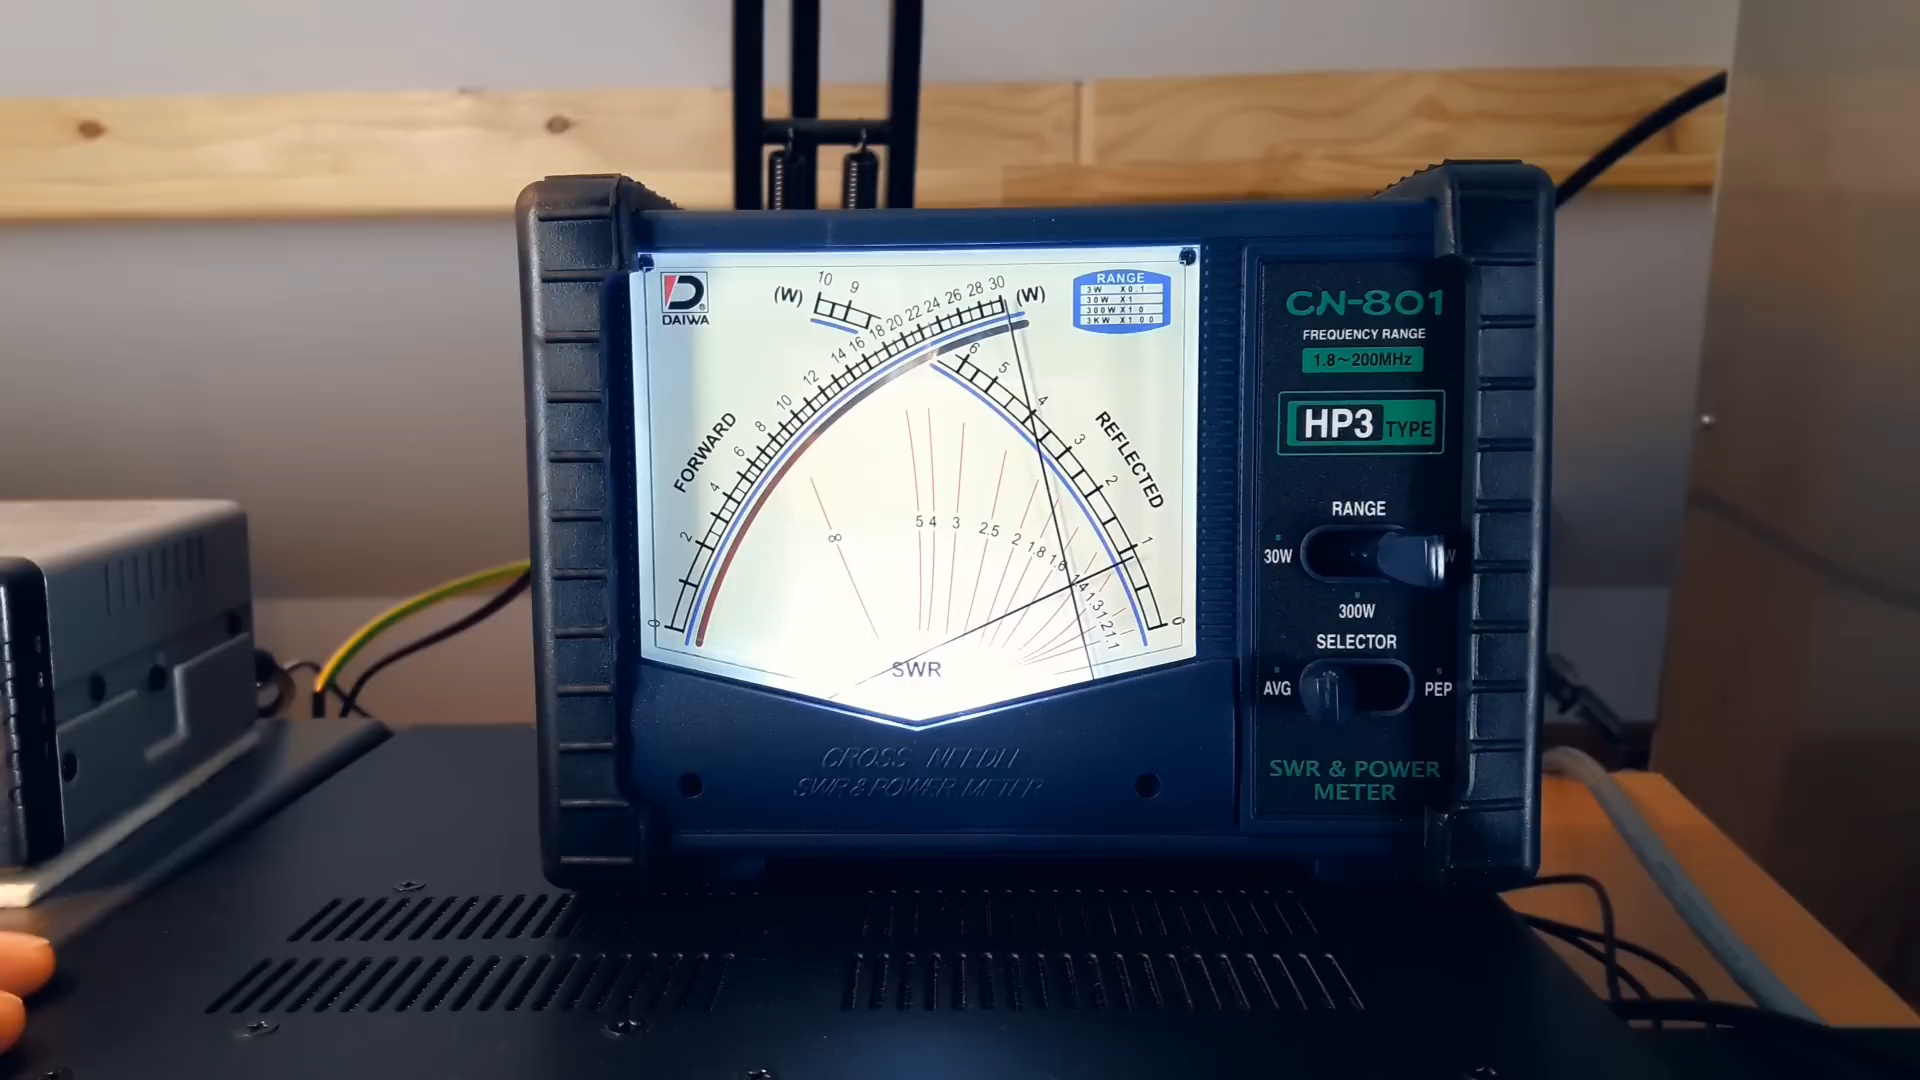 DAIWA
(W)
10 9
18 20 22 24 26 28 30
(W)
14 16
12
10
8
6
4
2
0
FORWARD
6
5
4
3
2
1
0
REFLECTED
RANGE
3W X0.1
30W X1
300W X10
3KW X100
∞ 5 4 3 2.5 2 1.8 1.6 1.4 1.3 1.2 1.1
SWR
CROSS NEEDLE
SWR & POWER METER
CN-801
FREQUENCY RANGE
1.8~200MHz
HP3 TYPE
RANGE
30W
300W
SELECTOR
AVG PEP
SWR & POWER
METER